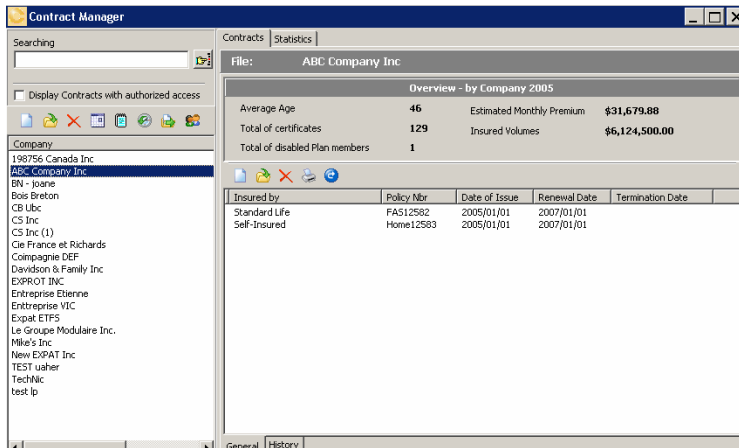 Contract Manager
Searching
Display Contracts with authorized access
Company
198756 Canada Inc
ABC Company Inc
BN - joane
Bois Breton
CB Ubc
CS Inc
CS Inc (1)
Cie France et Richards
Coimpagnie DEF
Davidson & Family Inc
EXPROT INC
Entreprise Etienne
Enttreprise VIC
Expat ETFS
Le Groupe Modulaire Inc.
Mike's Inc
New EXPAT Inc
TEST uaher
TechNic
test lp
Contracts Statistics
File: ABC Company Inc
Overview - by Company 2005
Average Age 46 Estimated Monthly Premium $31,679.88
Total of certificates 129 Insured Volumes $6,124,500.00
Total of disabled Plan members 1
Insured by Policy Nbr Date of Issue Renewal Date Termination Date
Standard Life FAS12582 2005/01/01 2007/01/01
Self-Insured Home12583 2005/01/01 2007/01/01
General History